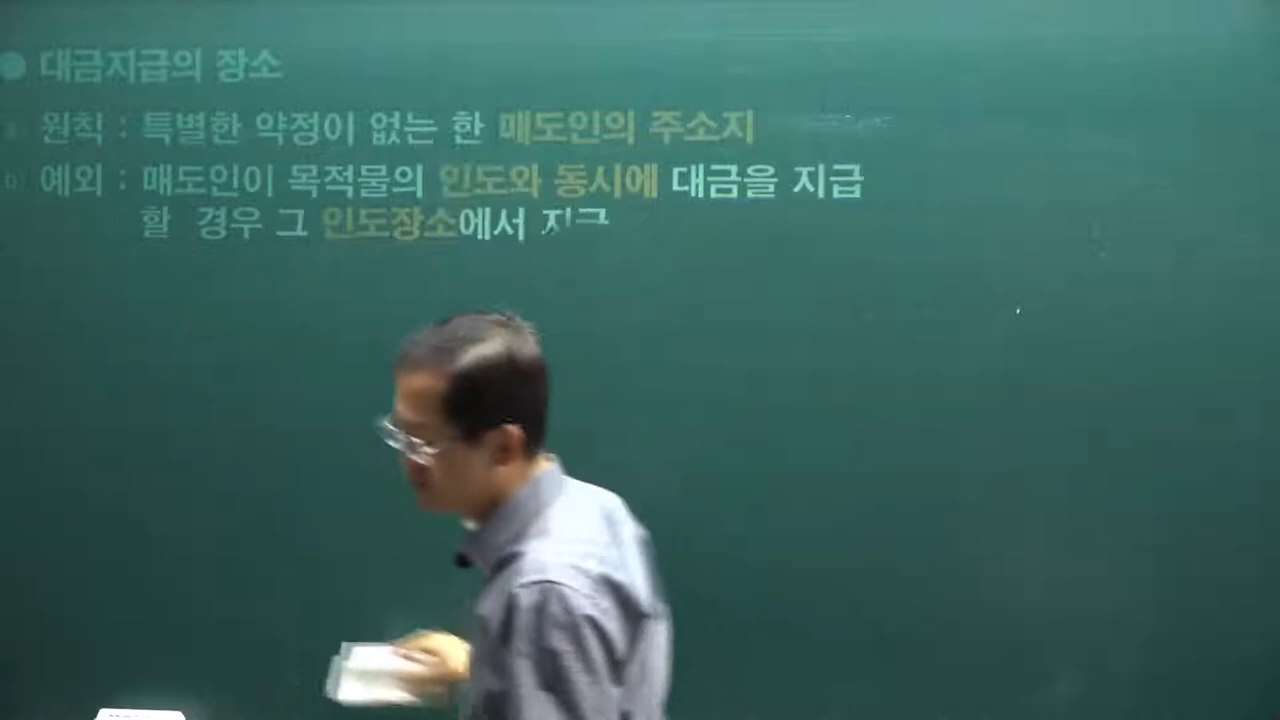 ● 대금지급의 장소
원칙 : 특별한 약정이 없는 한 매도인의 주소지
b) 예외 : 매도인이 목적물의 인도와 동시에 대금을 지급
할 경우 그 인도장소에서